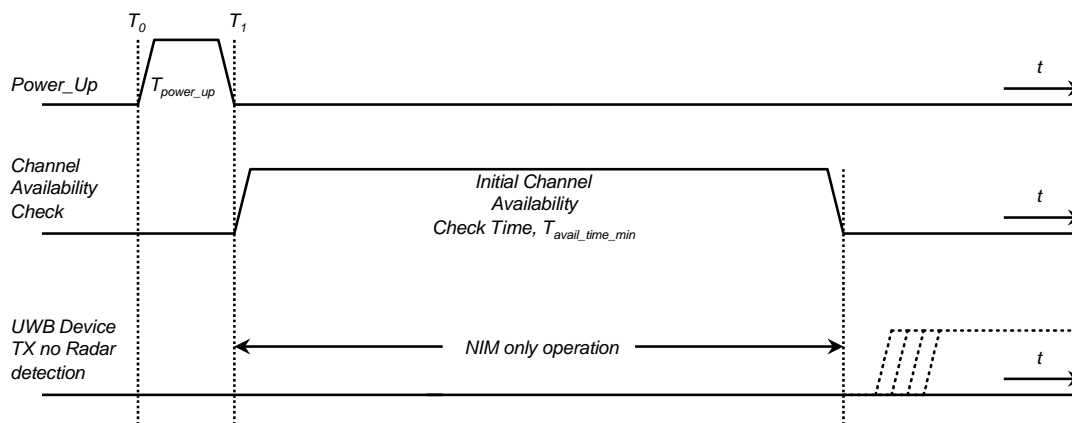 T0 T1
Power_Up
Tpower_up
t
Channel
Availability
Check
Initial Channel
Availability
Check Time, Tavail_time_min
t
UWB Device
TX no Radar
detection
NIM only operation
t